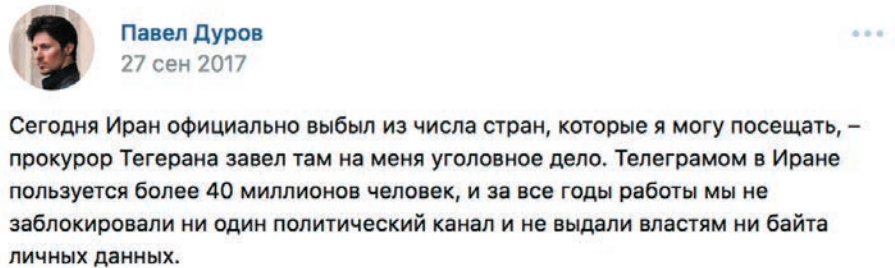 Павел Дуров
27 сен 2017
Сегодня Иран официально выбыл из числа стран, которые я могу посещать, –
прокурор Тегерана завел там на меня уголовное дело. Телеграмом в Иране
пользуется более 40 миллионов человек, и за все годы работы мы не
заблокировали ни один политический канал и не выдали властям ни байта
личных данных.